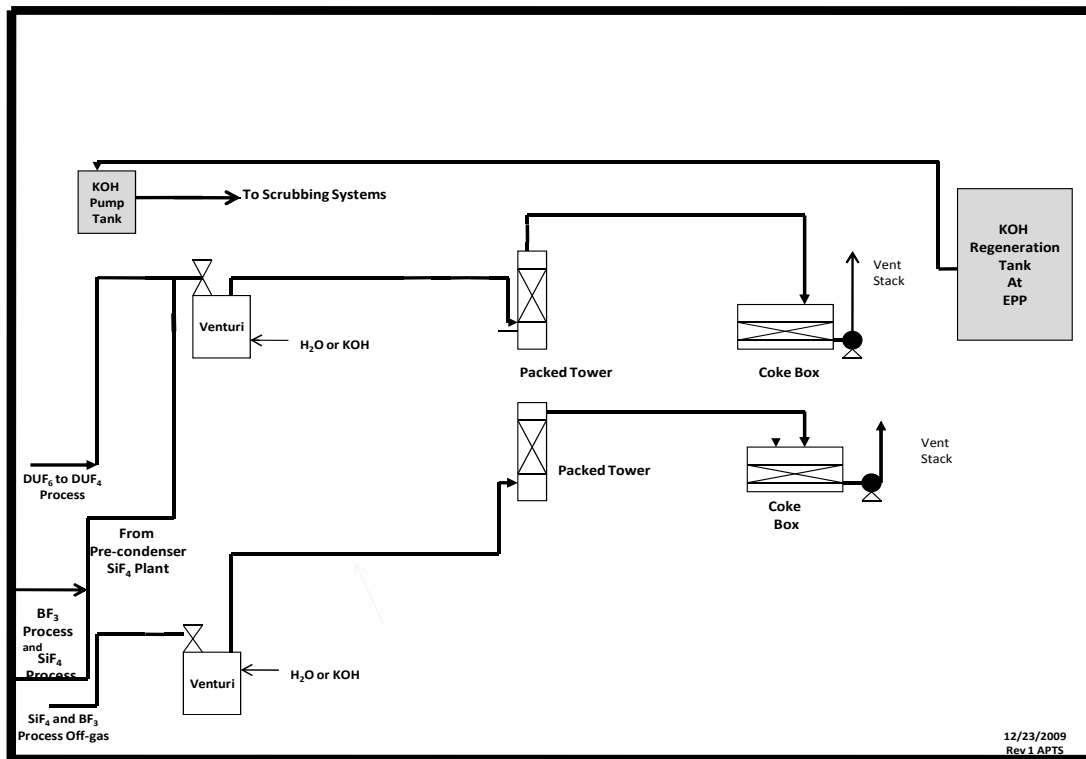 KOH
Pump
Tank
To Scrubbing Systems
KOH
Regeneration
Tank
At
EPP
Vent
Stack
Venturi
H₂O or KOH
Packed Tower
Coke Box
DUF₆ to DUF₄
Process
Packed Tower
Vent
Stack
Coke
Box
From
Pre-condenser
SiF₄ Plant
BF₃
Process
and
SiF₄
Process
Venturi
H₂O or KOH
SiF₄ and BF₃
Process Off-gas
12/23/2009
Rev 1 APTS